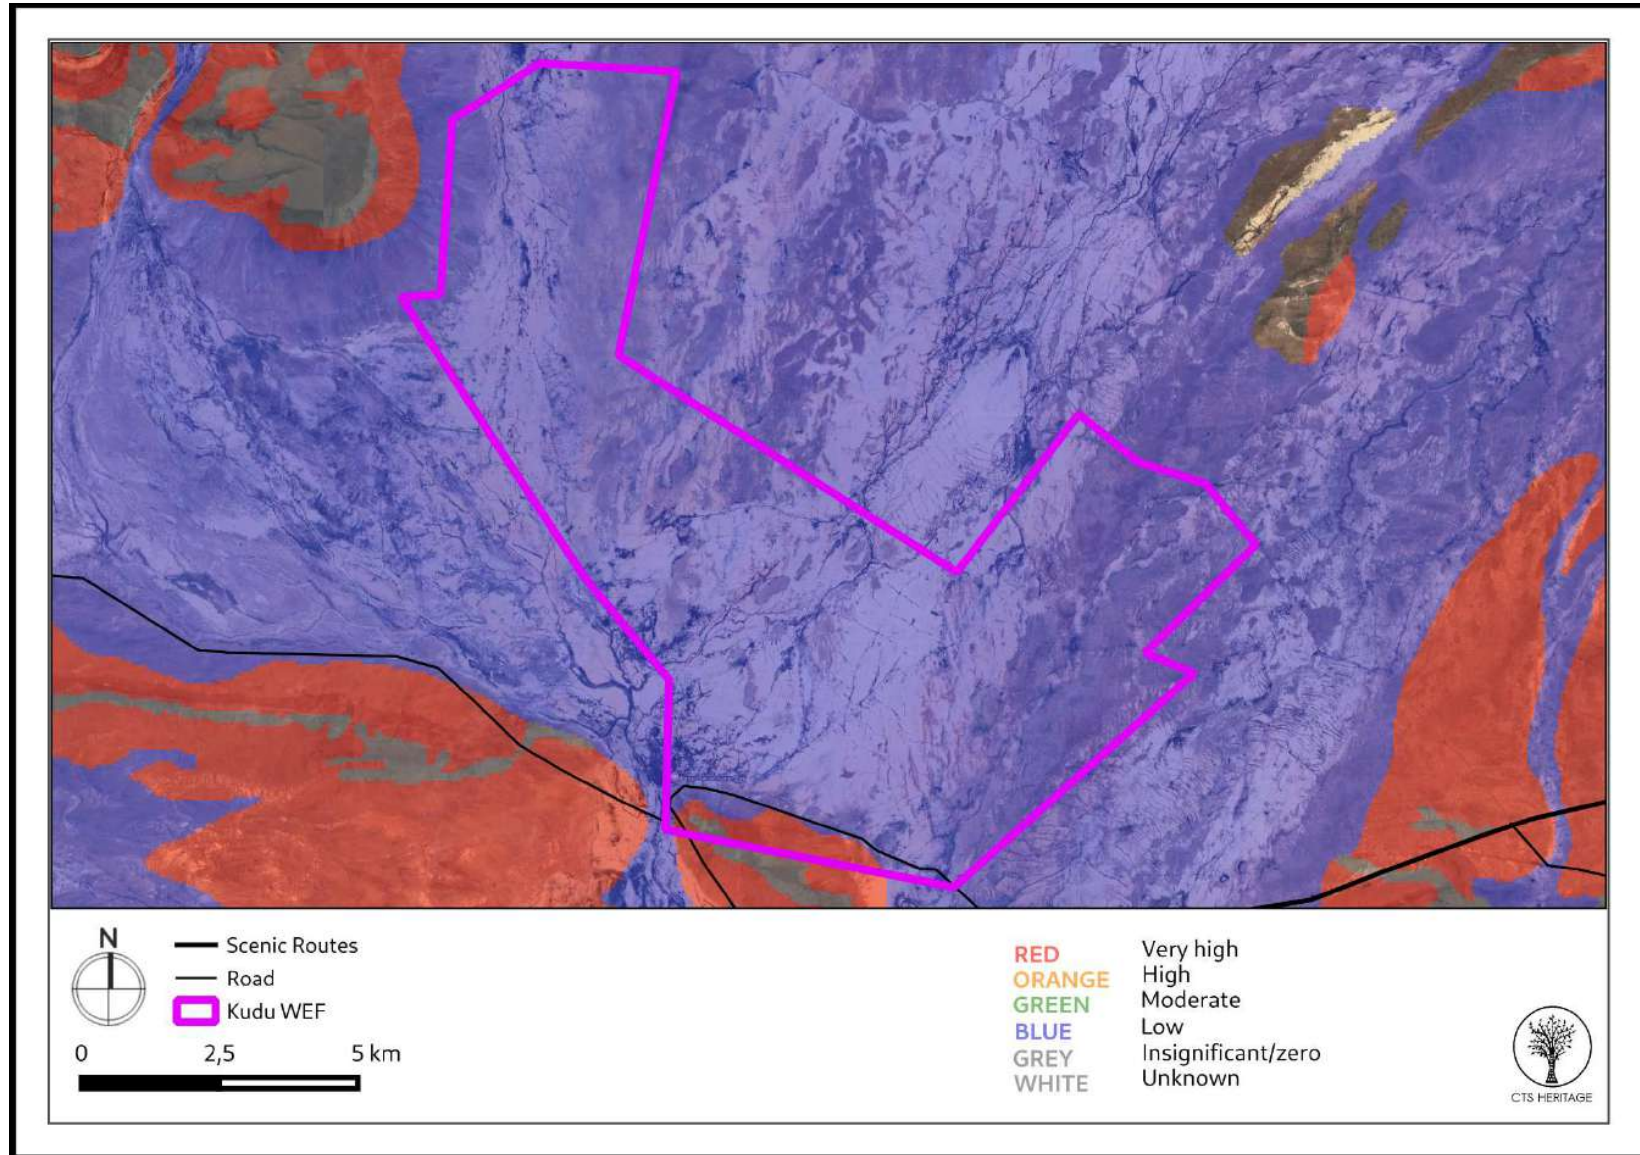 N
Scenic Routes
Road
Kudu WEF
0 2,5 5 km
RED Very high
ORANGE High
GREEN Moderate
BLUE Low
GREY Insignificant/zero
WHITE Unknown
CTS HERITAGE